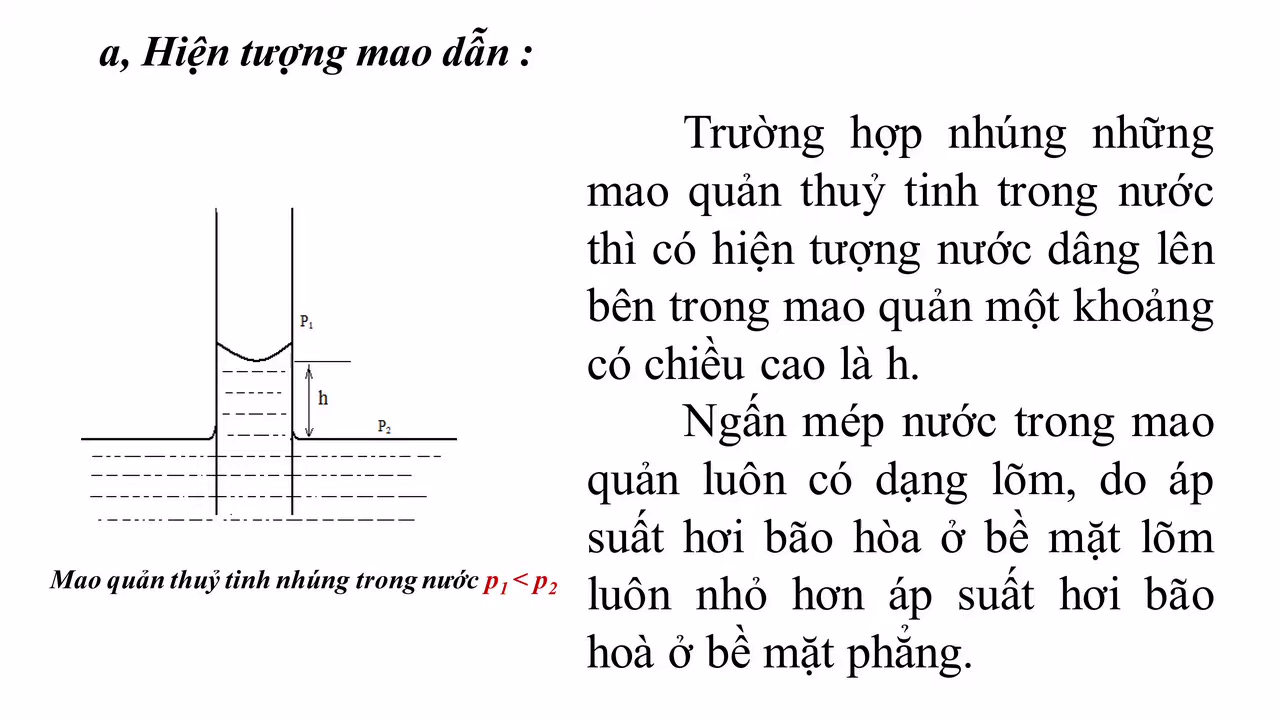 a, Hiện tượng mao dẫn :
Trường hợp nhúng những
mao quản thuỷ tinh trong nước
thì có hiện tượng nước dâng lên
bên trong mao quản một khoảng
có chiều cao là h.
Ngấn mép nước trong mao
quản luôn có dạng lõm, do áp
suất hơi bão hòa ở bề mặt lõm
luôn nhỏ hơn áp suất hơi bão
hoà ở bề mặt phẳng.
P₁
h
P₂
Mao quản thuỷ tinh nhúng trong nước p₁ < p₂